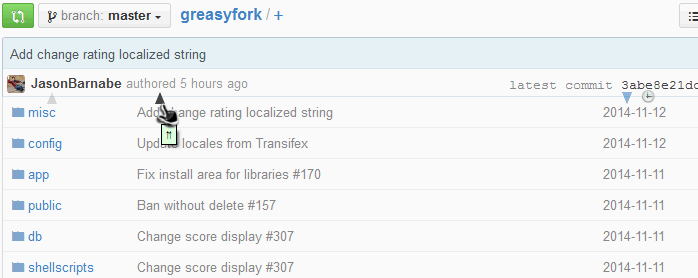 branch: master greasyfork / +
Add change rating localized string
JasonBarnabe authored 5 hours ago latest commit 3abe8e21dc
misc Add change rating localized string 2014-11-12
config Update locales from Transifex 2014-11-12
app Fix install area for libraries #170 2014-11-11
public Ban without delete #157 2014-11-11
db Change score display #307 2014-11-11
shellscripts Change score display #307 2014-11-11